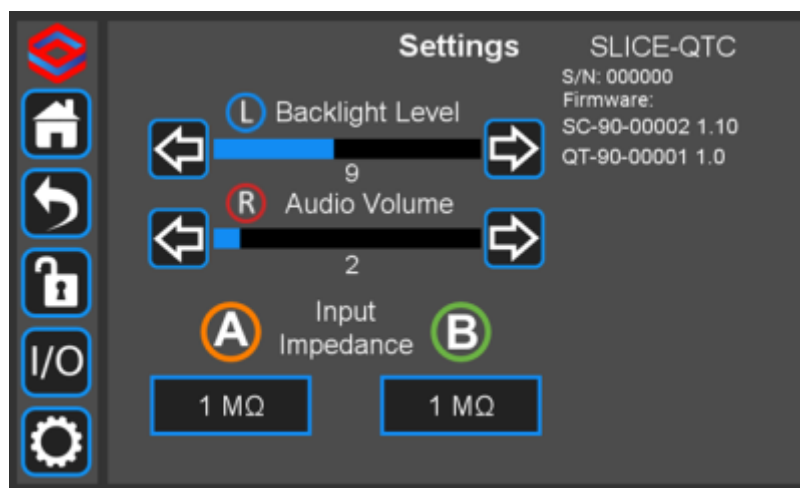 Settings
SLICE-QTC
S/N: 000000
Firmware:
SC-90-00002 1.10
QT-90-00001 1.0
L Backlight Level
9
R Audio Volume
2
A Input Impedance B
1 MΩ 1 MΩ
I/O